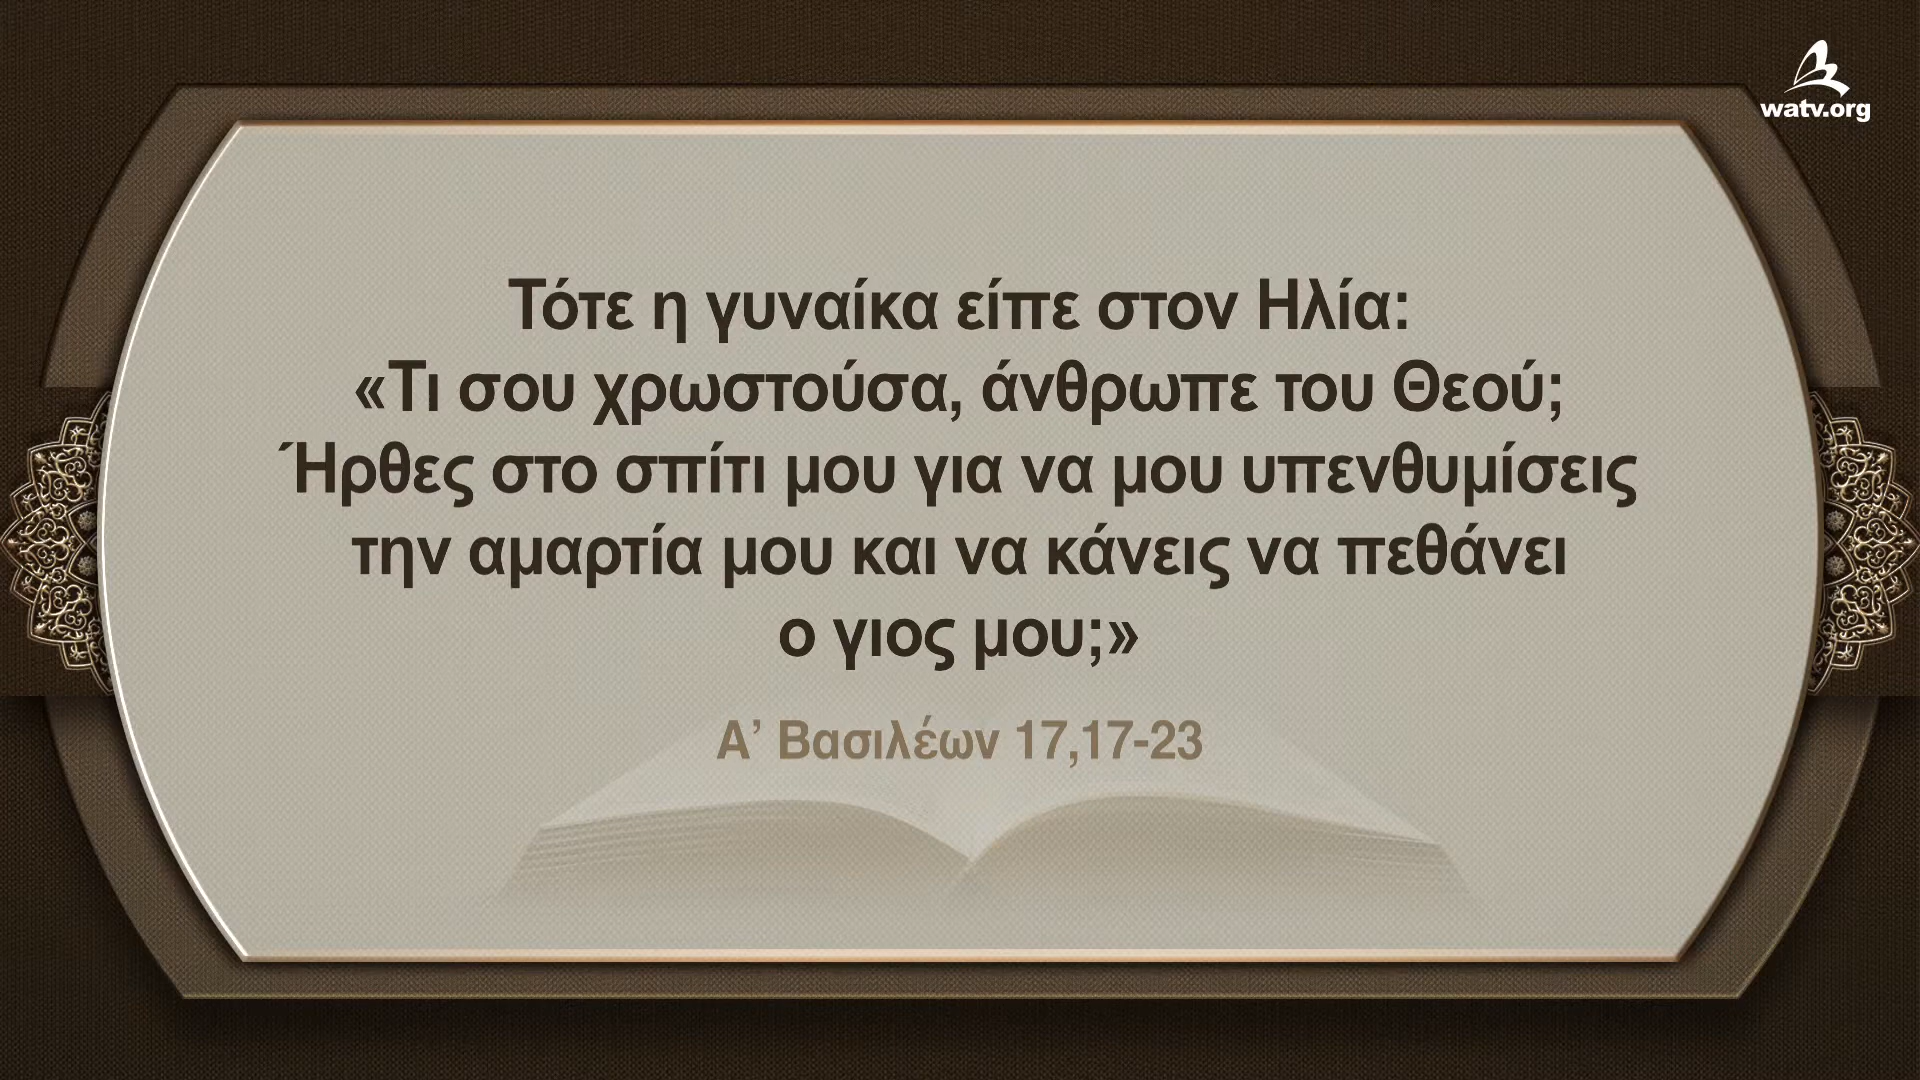 watv.org
Τότε η γυναίκα είπε στον Ηλία:
«Τι σου χρωστούσα, άνθρωπε του Θεού;
Ήρθες στο σπίτι μου για να μου υπενθυμίσεις
την αμαρτία μου και να κάνεις να πεθάνει
ο γιος μου;»
Α’ Βασιλέων 17,17-23